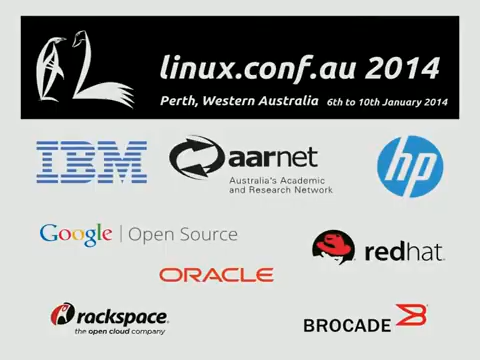 linux.conf.au 2014
Perth, Western Australia 6th to 10th January 2014
IBM
aarnet
Australia's Academic
and Research Network
hp
Google | Open Source
redhat.
ORACLE
rackspace.
the open cloud company
BROCADE